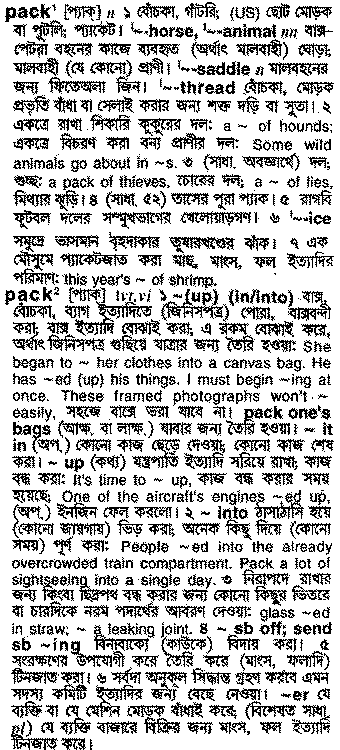 pack¹ [প্যাক্] n ১ বোঁচকা, গাঁটরি; (US) ছোট মোড়ক
বা পুটলি; প্যাকেট। ˈ~-horse, ˈ~-animal nn বাক্স-
পেটরা বহনের কাজে ব্যবহৃত (অর্থাৎ মালবাহী) ঘোড়া;
মালবাহী (যে কোনো) প্রাণী। ˈ~-saddle n মালবহনের
জন্য ফিতেঅলা জিন। ˈ~-thread বোঁচকা, মোড়ক
প্রভৃতি বাঁধা বা সেলাই করার জন্য শক্ত দড়ি বা সুতা। ২
একত্রে রাখা শিকারি কুকুরের দল: a ~ of hounds;
একত্রে বিচরণ করা বন্য প্রাণীর দল: Some wild
animals go about in ~s. ৩ (সাধা. অবজ্ঞার্থে) দল,
গুচ্ছ: a pack of thieves, চোরের দল; a ~ of lies,
মিথ্যার ঝুড়ি। ৪ (সাধা. ৫২) তাসের পুরা প্যাক। ৫ রাগবি
ফুটবল দলের সম্মুখভাগের খেলোয়াড়গণ। ৬ ˈ~-ice
সমুদ্রে ভাসমান বৃহদাকার তুষারখণ্ডের ঝাঁক। ৭ এক
মৌসুমে প্যাকেটজাত করা মাছ, মাংস, ফল ইত্যাদির
পরিমাণ: this year's ~ of shrimp.
pack² [প্যাক্] vt,vi ১ ~(up) (in/into) বাক্স,
বোঁচকা, ব্যাগ ইত্যাদিতে (জিনিসপত্র) পোরা, বাক্সবন্দী
করা; বাক্স ইত্যাদি বোঝাই করা; এ রকম বোঝাই করে,
অর্থাৎ জিনিসপত্র গুছিয়ে যাত্রার জন্য তৈরি হওয়া: She
began to ~ her clothes into a canvas bag. He
has ~ed (up) his things. I must begin ~ing at
once. These framed photographs won't ~
easily, সহজে বাক্সে ভরা যাবে না। pack one's
bags (আক্ষ. বা লাক্ষ.) যাবার জন্য তৈরি হওয়া। ~ it
in (অপ.) কোনো কাজ ছেড়ে দেওয়া; কোনো কাজ শেষ
করা। ~ up (কথ্য) যন্ত্রপাতি ইত্যাদি সরিয়ে রাখা; কাজ
বন্ধ করা: It's time to ~ up, কাজ বন্ধ করার সময়
হয়েছে; One of the aircraft's engines ~ed up,
(অপ.) ইনজিন ফেল করলো। ২ ~ into ঠাসাঠাসি হয়ে
(কোনো জায়গায়) ভিড় করা; অনেক কিছু দিয়ে (কোনো
সময়) পূর্ণ করা: People ~ed into the already
overcrowded train compartment. Pack a lot of
sightseeing into a single day. ৩ নিরাপদে রাখার
জন্য কিংবা ছিদ্রপথ বন্ধ করার জন্য কোনো কিছুর ভিতরে
বা চারদিকে নরম পদার্থের আবরণ দেওয়া: glass ~ed
in straw; ~ a leaking joint. ৪ ~ sb off; send
sb ~ing বিনাবাক্যে (কাউকে) বিদায় করা। ৫
সংরক্ষণের উপযোগী করে তৈরি করে (মাংস, ফলাদি)
টিনজাত করা। ৬ সর্বদা অনুকূল সিদ্ধান্ত গ্রহণ করবে এমন
সদস্য কমিটি ইত্যাদির জন্য বেছে নেওয়া। ~er যে
ব্যক্তি বা যে মেশিন মোড়ক বাঁধাই করে; (বিশেষত সাধা,
pl) যে ব্যক্তি বাজারে বিক্রির জন্য মাংস, ফল ইত্যাদি
টিনজাত করে।